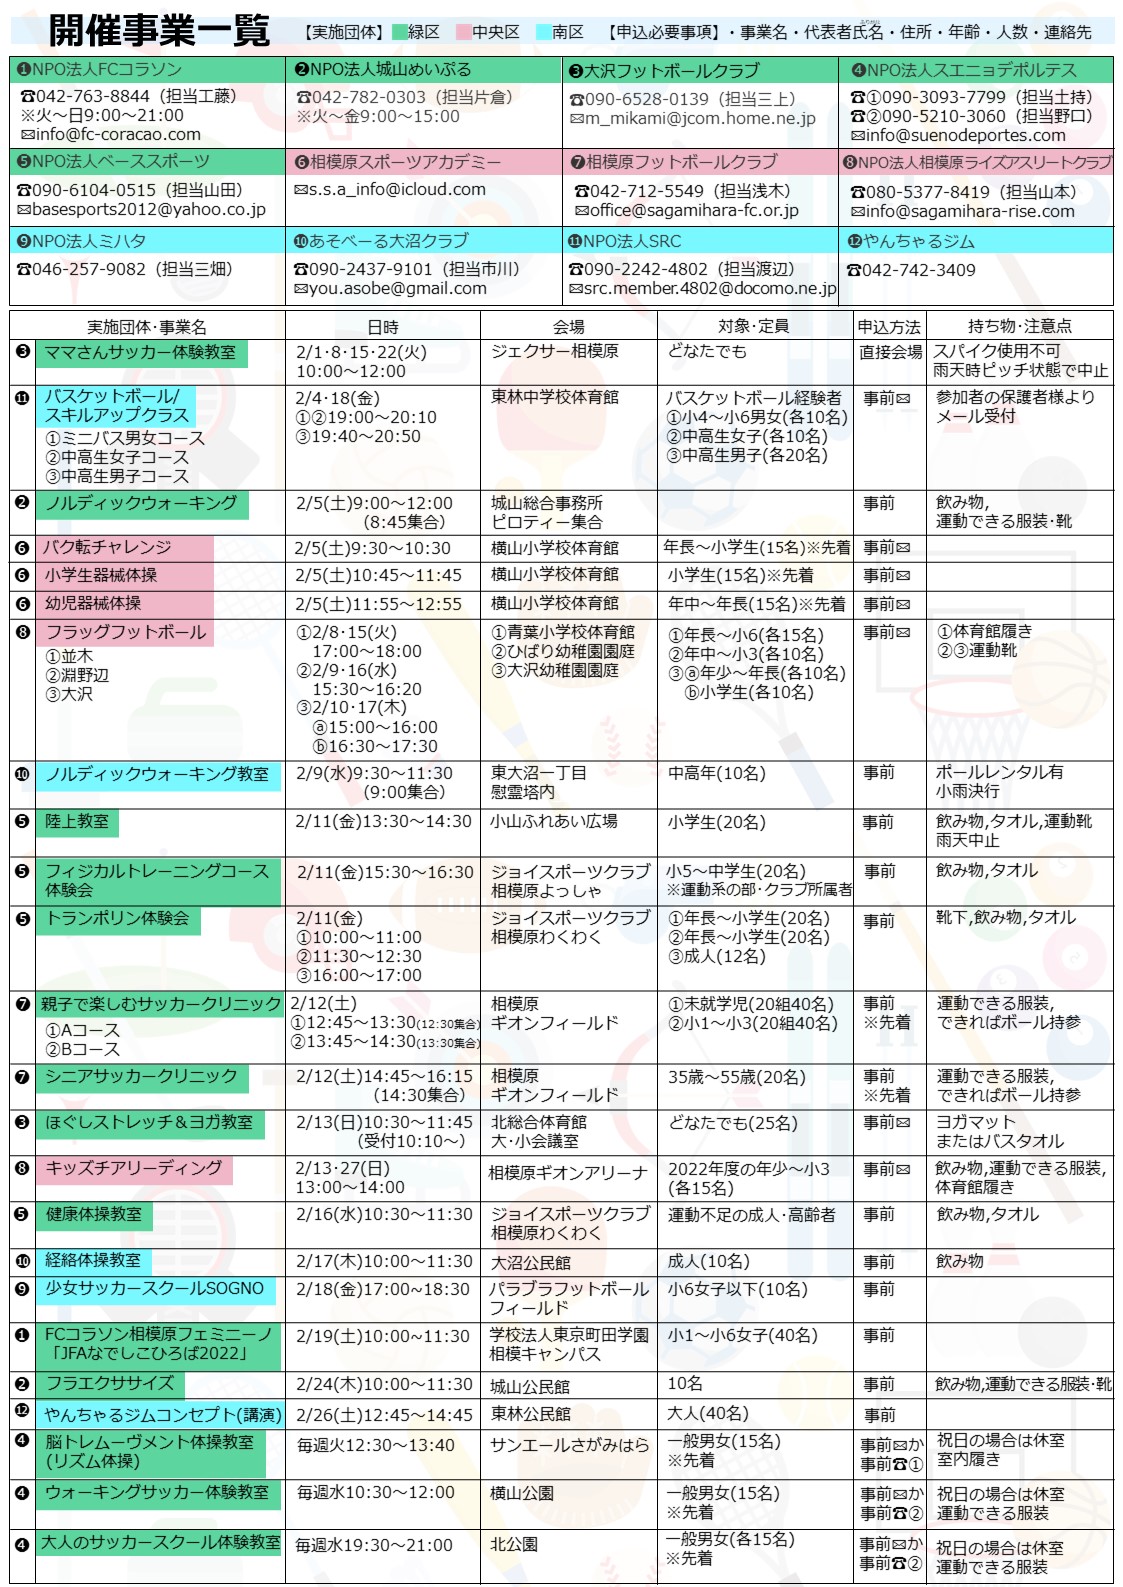 開催事業一覧 【実施団体】 緑区 中央区 南区 【申込必要事項】・事業名・代表者氏名・住所・年齢・人数・連絡先
❶NPO法人FCコラソン
☎042-763-8844（担当工藤）
※火～日9:00～21:00
✉info@fc-coracao.com
❷NPO法人城山めいぷる
☎042-782-0303（担当片倉）
※火～金9:00～15:00
❸大沢フットボールクラブ
☎090-6528-0139（担当三上）
✉m_mikami@jcom.home.ne.jp
❹NPO法人スエニョデポルテス
☎①090-3093-7799（担当土持）
☎②090-5210-3060（担当野口）
✉info@suenodeportes.com
❺NPO法人ベーススポーツ
☎090-6104-0515（担当山田）
✉basesports2012@yahoo.co.jp
❻相模原スポーツアカデミー
✉s.s.a_info@icloud.com
❼相模原フットボールクラブ
☎042-712-5549（担当浅木）
✉office@sagamihara-fc.or.jp
❽NPO法人相模原ライズアスリートクラブ
☎080-5377-8419（担当山本）
✉info@sagamihara-rise.com
❾NPO法人ミハタ
☎046-257-9082（担当三畑）
❿あそべーる大沼クラブ
☎090-2437-9101（担当市川）
✉you.asobe@gmail.com
⓫NPO法人SRC
☎090-2242-4802（担当渡辺）
✉src.member.4802@docomo.ne.jp
⓬やんちゃるジム
☎042-742-3409
実施団体・事業名 日時 会場 対象・定員 申込方法 持ち物・注意点
❸ ママさんサッカー体験教室 2/1・8・15・22(火) ジェクサー相模原 どなたでも 直接会場 スパイク使用不可
10:00～12:00 雨天時ピッチ状態で中止
⓫ バスケットボール/ 2/4・18(金) 東林中学校体育館 バスケットボール経験者 事前✉ 参加者の保護者様より
スキルアップクラス ①②19:00～20:10 ①小4～小6男女(各10名) メール受付
①ミニバス男女コース ③19:40～20:50 ②中高生女子(各10名)
②中高生女子コース ③中高生男子(各20名)
③中高生男子コース
❷ ノルディックウォーキング 2/5(土)9:00～12:00 城山総合事務所 事前 飲み物,
(8:45集合） ピロティー集合 運動できる服装・靴
❻ バク転チャレンジ 2/5(土)9:30～10:30 横山小学校体育館 年長～小学生(15名)※先着 事前✉
❻ 小学生器械体操 2/5(土)10:45～11:45 横山小学校体育館 小学生(15名)※先着 事前✉
❻ 幼児器械体操 2/5(土)11:55～12:55 横山小学校体育館 年中～年長(15名)※先着 事前✉
❽ フラッグフットボール ①2/8・15(火) ①青葉小学校体育館 ①年長～小6(各15名) 事前✉ ①体育館履き
①並木 17:00～18:00 ②ひばり幼稚園園庭 ②年中～小3(各10名) ②③運動靴
②淵野辺 ②2/9・16(水) ③大沢幼稚園園庭 ③ⓐ年少～年長(各10名)
③大沢 15:30～16:20 ⓑ小学生(各10名)
③2/10・17(木)
ⓐ15:00～16:00
ⓑ16:30～17:30
❿ ノルディックウォーキング教室 2/9(水)9:30～11:30 東大沼一丁目 中高年(10名) 事前 ポールレンタル有
(9:00集合） 慰霊塔内 小雨決行
❺ 陸上教室 2/11(金)13:30～14:30 小山ふれあい広場 小学生(20名) 事前 飲み物,タオル,運動靴
雨天中止
❺ フィジカルトレーニングコース 2/11(金)15:30～16:30 ジョイスポーツクラブ 小5～中学生(20名) 事前 飲み物,タオル
体験会 相模原よっしゃ ※運動系の部・クラブ所属者
❺ トランポリン体験会 2/11(金) ジョイスポーツクラブ ①年長～小学生(20名) 事前 靴下,飲み物,タオル
①10:00～11:00 相模原わくわく ②年長～小学生(20名)
②11:30～12:30 ③成人(12名)
③16:00～17:00
❼ 親子で楽しむサッカークリニック 2/12(土) 相模原 ①未就学児(20組40名) 事前 運動できる服装,
①Aコース ①12:45～13:30(12:30集合) ギオンフィールド ②小1～小3(20組40名) ※先着 できればボール持参
②Bコース ②13:45～14:30(13:30集合)
❼ シニアサッカークリニック 2/12(土)14:45～16:15 相模原 35歳～55歳(20名) 事前 運動できる服装,
(14:30集合） ギオンフィールド ※先着 できればボール持参
❸ ほぐしストレッチ＆ヨガ教室 2/13(日)10:30～11:45 北総合体育館 どなたでも(25名) 事前✉ ヨガマット
(受付10:10～） 大・小会議室 またはバスタオル
❽ キッズチアリーディング 2/13・27(日) 相模原ギオンアリーナ 2022年度の年少～小3 事前✉ 飲み物,運動できる服装,
13:00～14:00 (各15名) 体育館履き
❺ 健康体操教室 2/16(水)10:30～11:30 ジョイスポーツクラブ 運動不足の成人・高齢者 事前 飲み物,タオル
相模原わくわく
❿ 経絡体操教室 2/17(木)10:00～11:30 大沼公民館 成人(10名) 事前 飲み物
❾ 少女サッカースクールSOGNO 2/18(金)17:00~18:30 パラブラフットボール 小6女子以下(10名) 事前
フィールド
❶ FCコラソン相模原フェミニーノ 2/19(土)10:00~11:30 学校法人東京町田学園 小1～小6女子(40名) 事前
「JFAなでしこひろば2022」 相模キャンパス
❷ フラエクササイズ 2/24(木)10:00～11:30 城山公民館 10名 事前 飲み物,運動できる服装・靴
⓬ やんちゃるジムコンセプト(講演) 2/26(土)12:45～14:45 東林公民館 大人(40名) 事前
❹ 脳トレムーヴメント体操教室 毎週火12:30～13:40 サンエールさがみはら 一般男女(15名) 事前✉か 祝日の場合は休室
(リズム体操) ※先着 事前☎① 室内履き
❹ ウォーキングサッカー体験教室 毎週水10:30～12:00 横山公園 一般男女(15名) 事前✉か 祝日の場合は休室
※先着 事前☎② 運動できる服装
❹ 大人のサッカースクール体験教室 毎週水19:30～21:00 北公園 一般男女(各15名) 事前✉か 祝日の場合は休室
※先着 事前☎② 運動できる服装